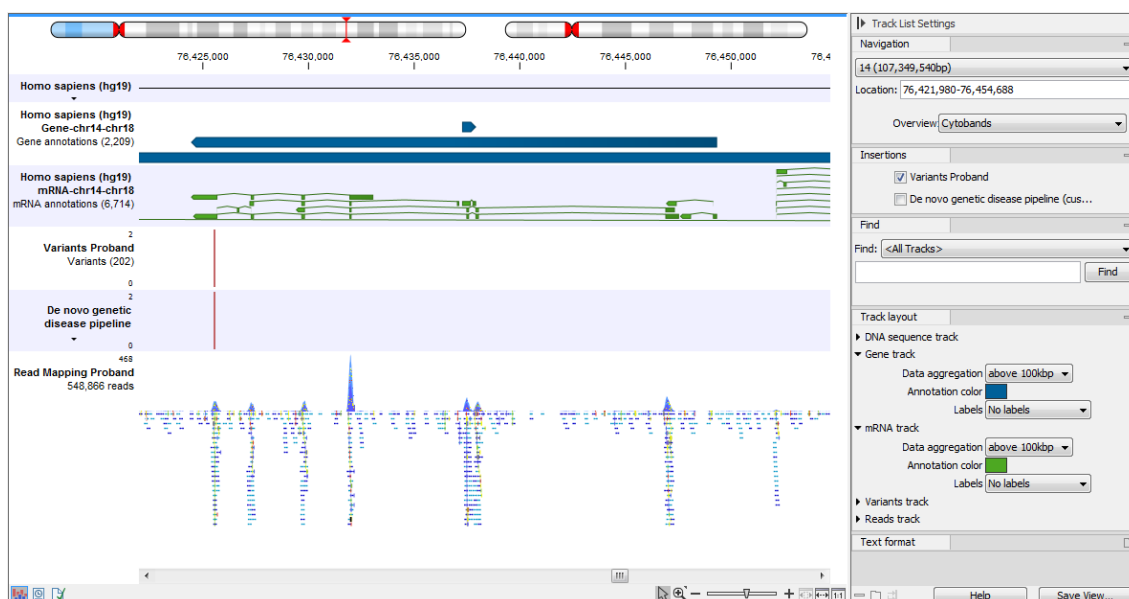 76,425,000 76,430,000 76,435,000 76,440,000 76,445,000 76,450,000 76,4
Homo sapiens (hg19)
Homo sapiens (hg19)
Gene-chr14-chr18
Gene annotations (2,209)
Homo sapiens (hg19)
mRNA-chr14-chr18
mRNA annotations (6,714)
2
Variants Proband
Variants (202)
0
2
De novo genetic
disease pipeline
0
468
Read Mapping Proband
548,866 reads
Track List Settings
Navigation
14 (107,349,540bp)
Location: 76,421,980-76,454,688
Overview: Cytobands
Insertions
Variants Proband
De novo genetic disease pipeline (cus...
Find
Find: <All Tracks>
Find
Track layout
DNA sequence track
Gene track
Data aggregation above 100kbp
Annotation color
Labels No labels
mRNA track
Data aggregation above 100kbp
Annotation color
Labels No labels
Variants track
Reads track
Text format
1:1
Help Save View...